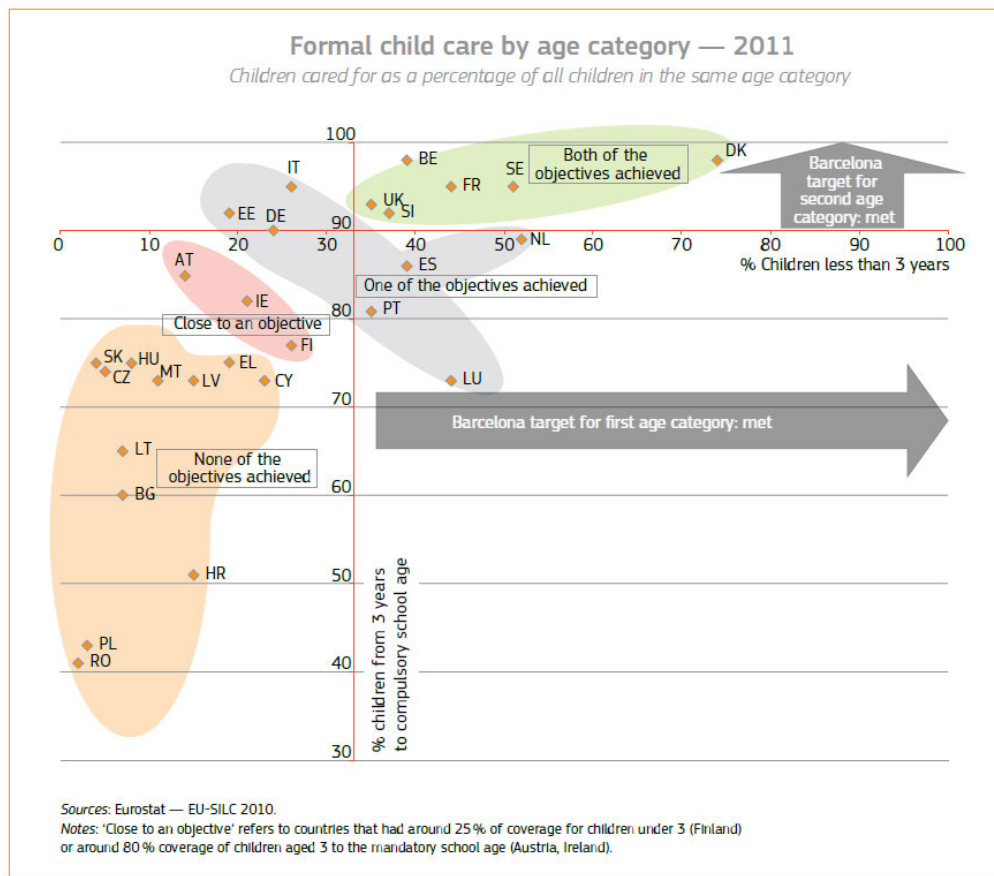 Formal child care by age category — 2011
Children cared for as a percentage of all children in the same age category
100
IT
BE
DK
Both of the
objectives achieved
SE
FR
Barcelona
target for
second age
category: met
EE
DE
UK
SI
90
NL
0
10
20
30
40
50
60
70
80
90
100
% Children less than 3 years
AT
ES
One of the objectives achieved
IE
PT
80
Close to an objective
FI
SK
HU
EL
CZ
MT
LV
CY
LU
70
Barcelona target for first age category: met
LT
None of the
objectives achieved
BG
60
HR
50
% children from 3 years
to compulsory school age
PL
RO
40
30
Sources: Eurostat — EU-SILC 2010.
Notes: ‘Close to an objective’ refers to countries that had around 25 % of coverage for children under 3 (Finland)
or around 80 % coverage of children aged 3 to the mandatory school age (Austria, Ireland).